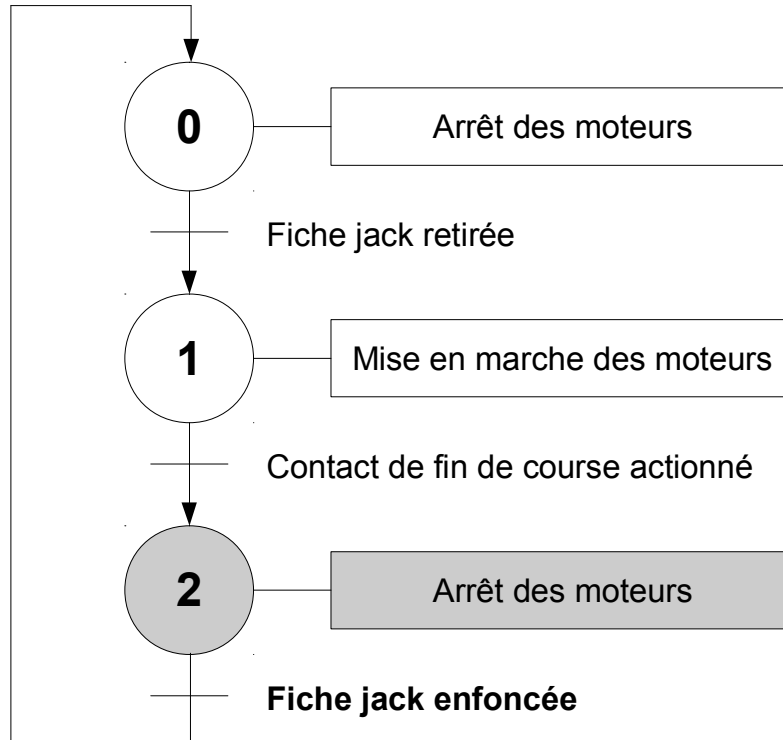 0
Arrêt des moteurs
Fiche jack retirée
1
Mise en marche des moteurs
Contact de fin de course actionné
2
Arrêt des moteurs
Fiche jack enfoncée